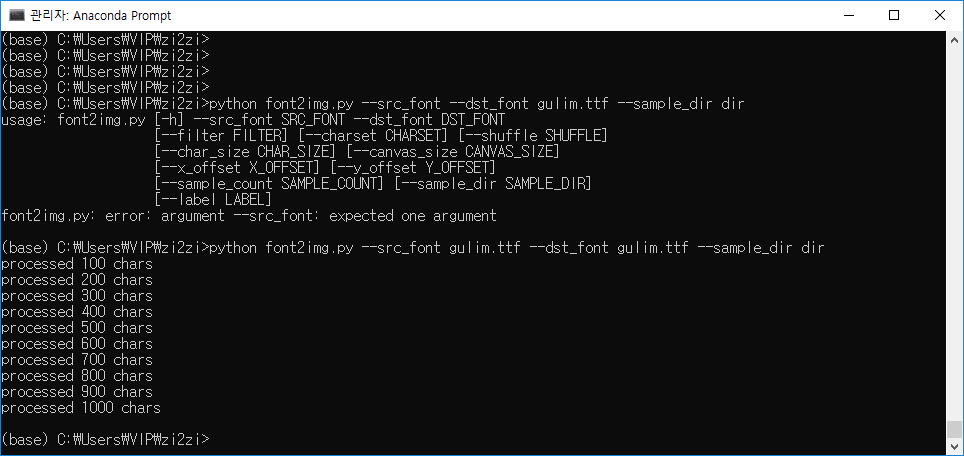 관리자: Anaconda Prompt
(base) C:₩Users₩VIP₩zi2zi>
(base) C:₩Users₩VIP₩zi2zi>
(base) C:₩Users₩VIP₩zi2zi>
(base) C:₩Users₩VIP₩zi2zi>
(base) C:₩Users₩VIP₩zi2zi>python font2img.py --src_font --dst_font gulim.ttf --sample_dir dir
usage: font2img.py [-h] --src_font SRC_FONT --dst_font DST_FONT
[--filter FILTER] [--charset CHARSET] [--shuffle SHUFFLE]
[--char_size CHAR_SIZE] [--canvas_size CANVAS_SIZE]
[--x_offset X_OFFSET] [--y_offset Y_OFFSET]
[--sample_count SAMPLE_COUNT] [--sample_dir SAMPLE_DIR]
[--label LABEL]
font2img.py: error: argument --src_font: expected one argument
(base) C:₩Users₩VIP₩zi2zi>python font2img.py --src_font gulim.ttf --dst_font gulim.ttf --sample_dir dir
processed 100 chars
processed 200 chars
processed 300 chars
processed 400 chars
processed 500 chars
processed 600 chars
processed 700 chars
processed 800 chars
processed 900 chars
processed 1000 chars
(base) C:₩Users₩VIP₩zi2zi>